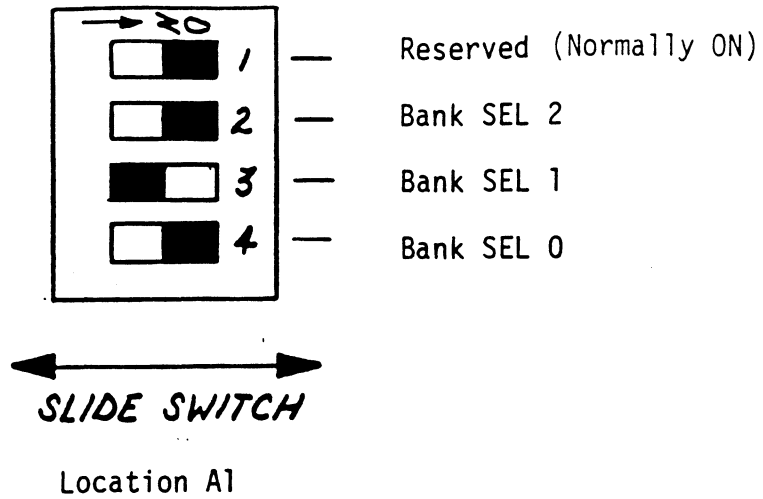 → ON
1 — Reserved (Normally ON)
2 — Bank SEL 2
3 — Bank SEL 1
4 — Bank SEL 0
SLIDE SWITCH
Location A1